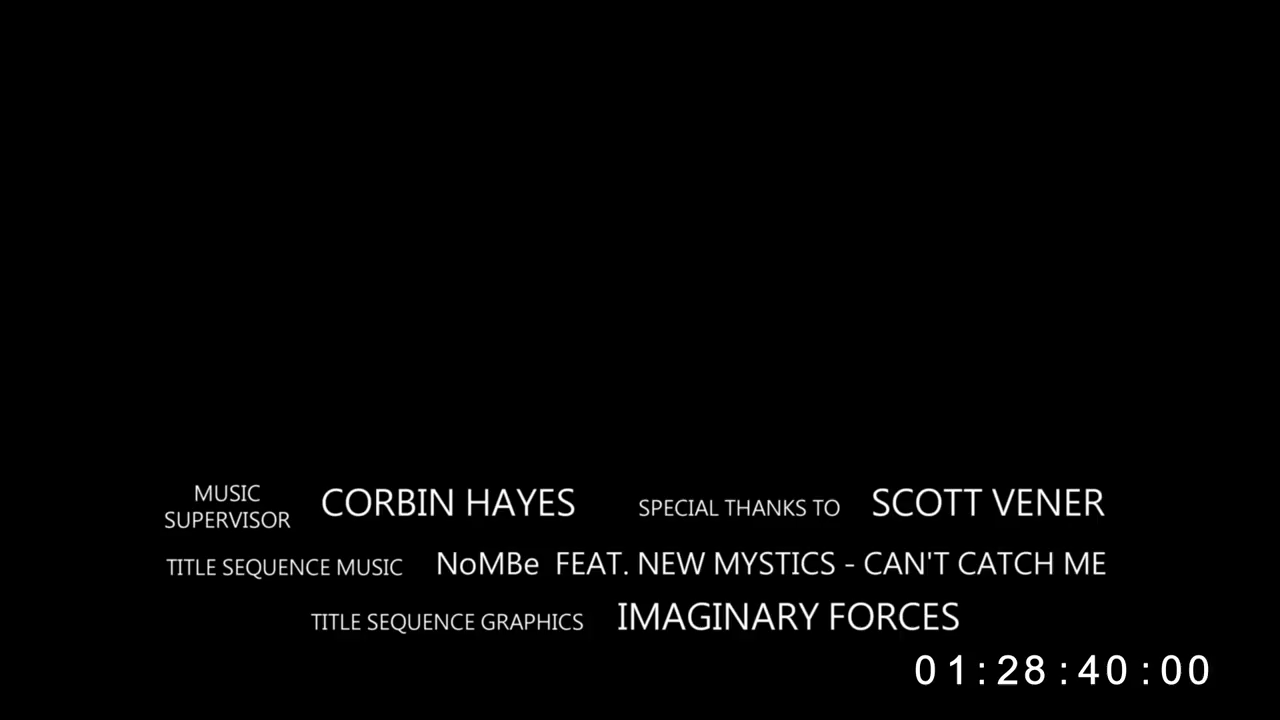 MUSIC SUPERVISOR CORBIN HAYES SPECIAL THANKS TO SCOTT VENER
TITLE SEQUENCE MUSIC NoMBe FEAT. NEW MYSTICS - CAN'T CATCH ME
TITLE SEQUENCE GRAPHICS IMAGINARY FORCES
01:28:40:00